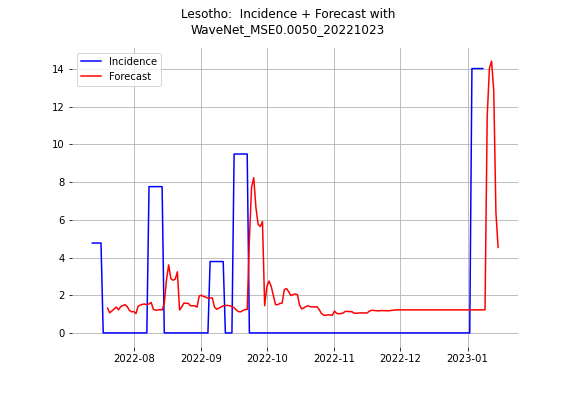 Lesotho:  Incidence + Forecast with
WaveNet_MSE0.0050_20221023
Incidence
Forecast
14
12
10
8
6
4
2
0
2022-08 2022-09 2022-10 2022-11 2022-12 2023-01